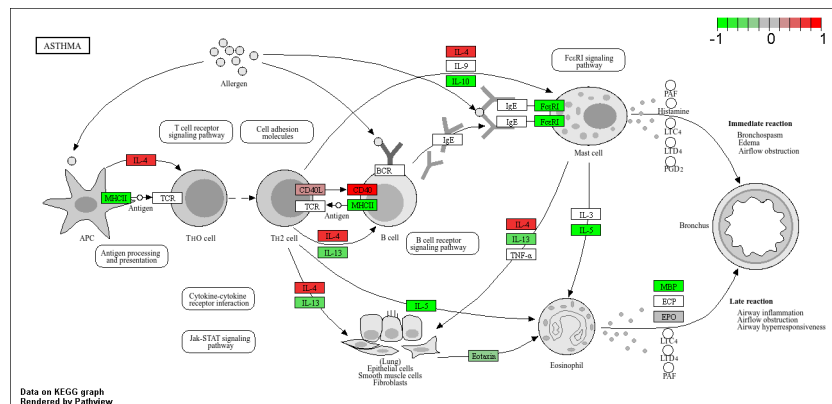 ASTHMA
-1 0 1
Allergen
IL-4
IL-9
IL-10
FcεRI signaling
pathway
T cell receptor
signaling pathway
Cell adhesion
molecules
IgE
FcεRI
IgE
FcεRI
Mast cell
PAF
Histamine
LTC4
LTD4
PGD2
Immediate reaction
Bronchospasm
Edema
Airflow obstruction
IL-4
MHCII
Antigen
TCR
APC
TH0 cell
Antigen processing
and presentation
CD40L
CD40
TCR
MHCII
Antigen
TH2 cell
BCR
IgE
B cell
IL-4
IL-13
B cell receptor
signaling pathway
IL-4
IL-13
TNF-α
IL-3
IL-5
Bronchus
Cytokine-cytokine
receptor interaction
IL-4
IL-13
IL-5
Jak-STAT signaling
pathway
(Lung)
Epithelial cells
Smooth muscle cells
Fibroblasts
Eotaxin
Eosinophil
MBP
ECP
EPO
LTC4
LTD4
PAF
Late reaction
Airway inflammation
Airflow obstruction
Airway hyperresponsiveness
Data on KEGG graph
Rendered by Pathview